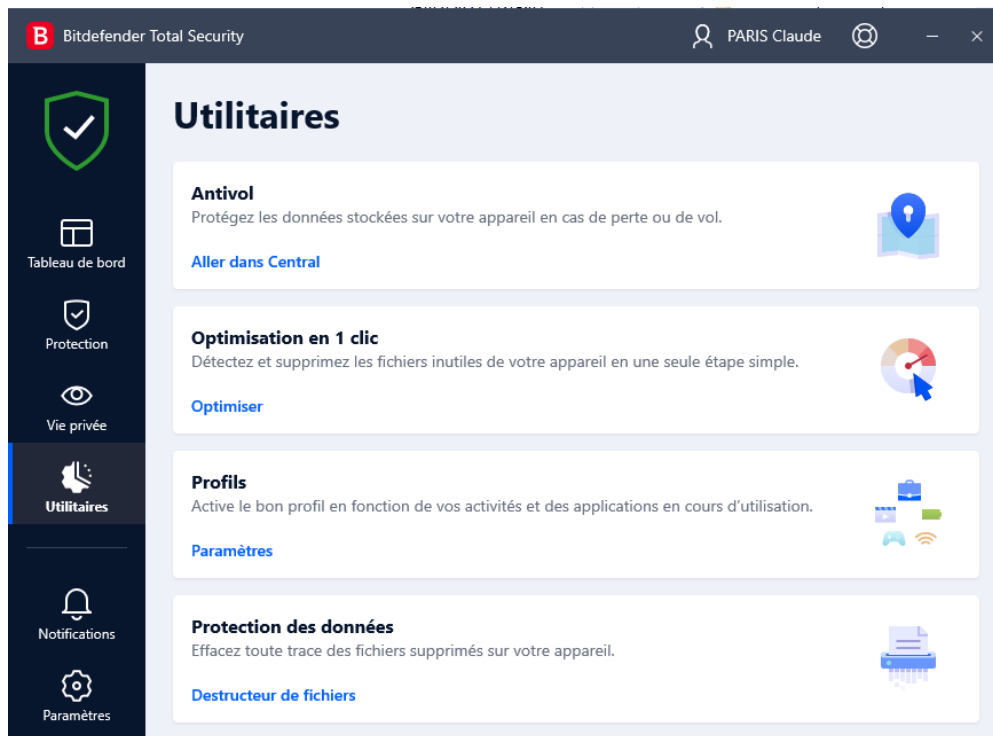 B Bitdefender Total Security PARIS Claude
Utilitaires
Tableau de bord
Protection
Vie privée
Utilitaires
Notifications
Paramètres
Antivol
Protégez les données stockées sur votre appareil en cas de perte ou de vol.
Aller dans Central
Optimisation en 1 clic
Détectez et supprimez les fichiers inutiles de votre appareil en une seule étape simple.
Optimiser
Profils
Active le bon profil en fonction de vos activités et des applications en cours d'utilisation.
Paramètres
Protection des données
Effacez toute trace des fichiers supprimés sur votre appareil.
Destructeur de fichiers